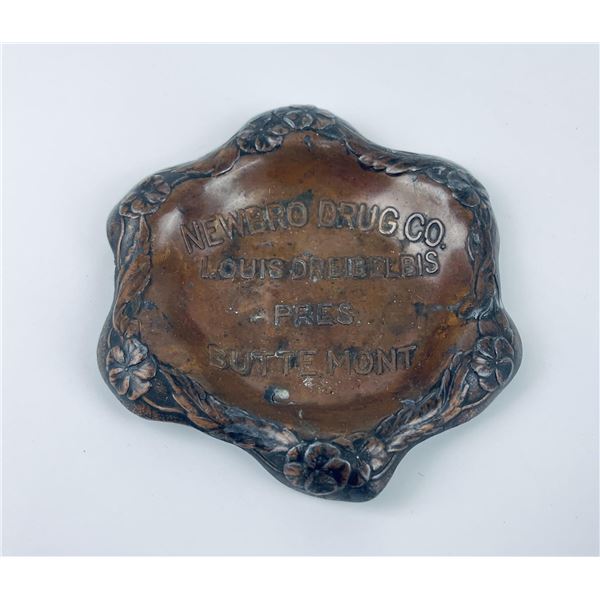 NEWBRO DRUG CO.
LOUIS DREIBELBIS
PRES.
BUTTE MONT.